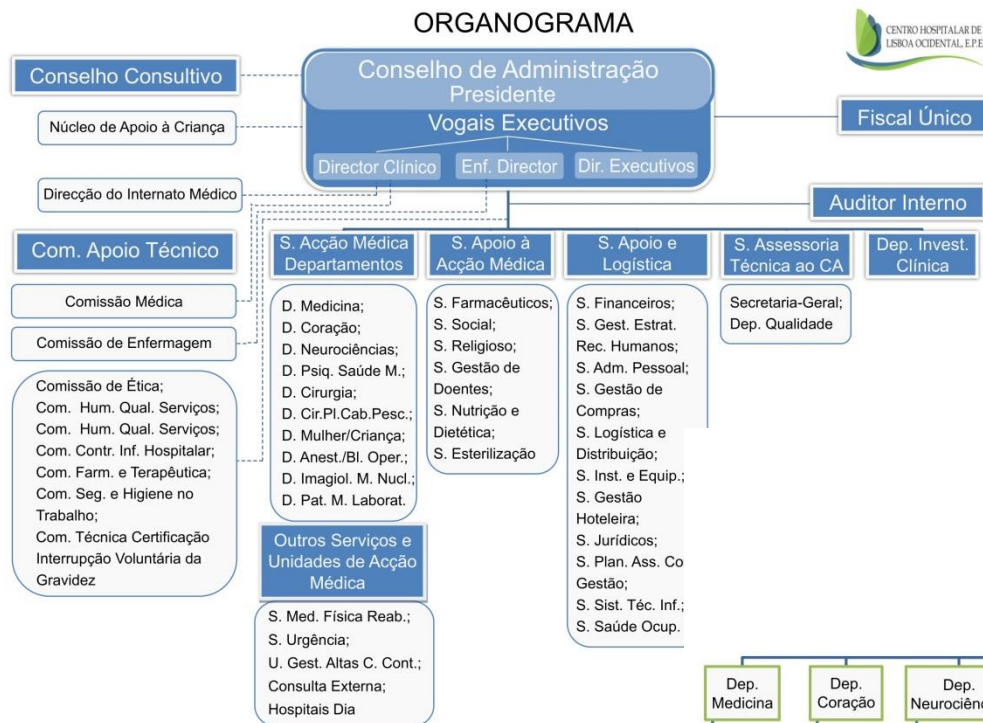 ORGANOGRAMA
CENTRO HOSPITALAR DE
LISBOA OCIDENTAL, E.P.E
Conselho Consultivo
Núcleo de Apoio à Criança
Direcção do Internato Médico
Conselho de Administração
Presidente
Vogais Executivos
Director Clínico
Enf. Director
Dir. Executivos
Fiscal Único
Auditor Interno
Com. Apoio Técnico
Comissão Médica
Comissão de Enfermagem
Comissão de Ética;
Com. Hum. Qual. Serviços;
Com. Hum. Qual. Serviços;
Com. Contr. Inf. Hospitalar;
Com. Farm. e Terapêutica;
Com. Seg. e Higiene no
Trabalho;
Com. Técnica Certificação
Interrupção Voluntária da
Gravidez
S. Acção Médica
Departamentos
D. Medicina;
D. Coração;
D. Neurociências;
D. Psiq. Saúde M.;
D. Cirurgia;
D. Cir.Pl.Cab.Pesc.;
D. Mulher/Criança;
D. Anest./Bl. Oper.;
D. Imagiol. M. Nucl.;
D. Pat. M. Laborat.
Outros Serviços e
Unidades de Acção
Médica
S. Med. Física Reab.;
S. Urgência;
U. Gest. Altas C. Cont.;
Consulta Externa;
Hospitais Dia
S. Apoio à
Acção Médica
S. Farmacêuticos;
S. Social;
S. Religioso;
S. Gestão de
Doentes;
S. Nutrição e
Dietética;
S. Esterilização
S. Apoio e
Logística
S. Financeiros;
S. Gest. Estrat.
Rec. Humanos;
S. Adm. Pessoal;
S. Gestão de
Compras;
S. Logística e
Distribuição;
S. Inst. e Equip.;
S. Gestão
Hoteleira;
S. Jurídicos;
S. Plan. Ass. Co
Gestão;
S. Sist. Téc. Inf.;
S. Saúde Ocup.
S. Assessoria
Técnica ao CA
Secretaria-Geral;
Dep. Qualidade
Dep. Invest.
Clínica
Dep.
Medicina
Dep.
Coração
Dep.
Neurociênc